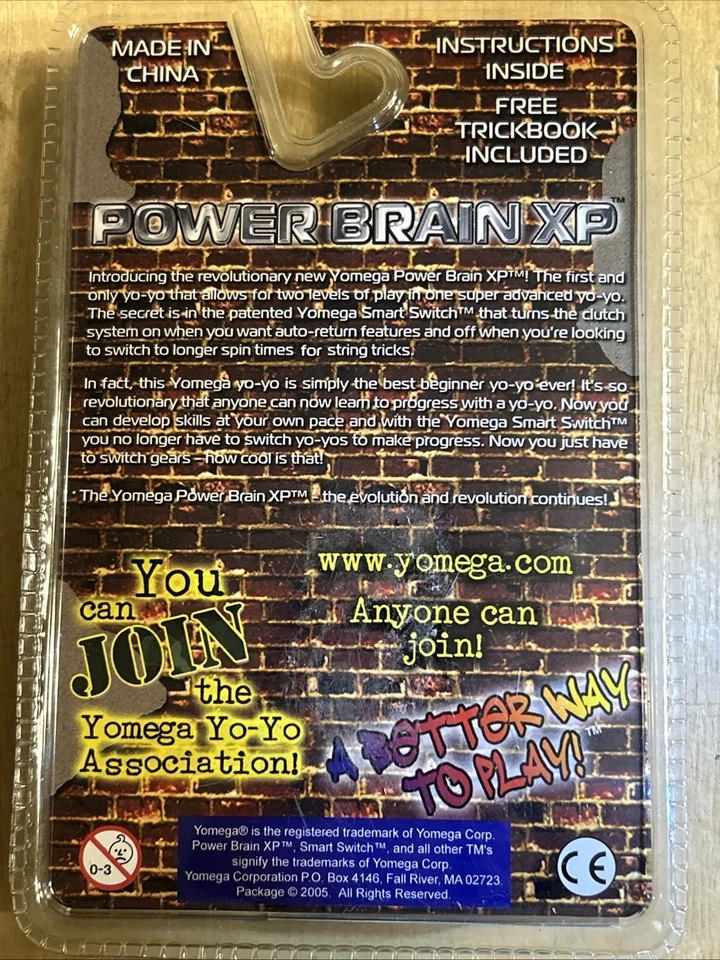 MADE IN
CHINA
INSTRUCTIONS
INSIDE
FREE
TRICKBOOK
INCLUDED
POWER BRAIN XP™
Introducing the revolutionary new Yomega Power Brain XP™! The first and
only yo-yo that allows for two levels of play in one super advanced yo-yo.
The secret is in the patented Yomega Smart Switch™ that turns the clutch
system on when you want auto-return features and off when you're looking
to switch to longer spin times for string tricks.
In fact, this Yomega yo-yo is simply the best beginner yo-yo ever! It's so
revolutionary that anyone can now learn to progress with a yo-yo. Now you
can develop skills at your own pace and with the Yomega Smart Switch™
you no longer have to switch yo-yos to make progress. Now you just have
to switch gears – how cool is that!
The Yomega Power Brain XP™ – the evolution and revolution continues!
You
can
JOIN
the
Yomega Yo-Yo
Association!
www.yomega.com
Anyone can
join!
A BETTER WAY
TO PLAY!™
0-3
Yomega® is the registered trademark of Yomega Corp.
Power Brain XP™, Smart Switch™, and all other TM's
signify the trademarks of Yomega Corp.
Yomega Corporation P.O. Box 4146, Fall River, MA 02723
Package © 2005. All Rights Reserved.
CE